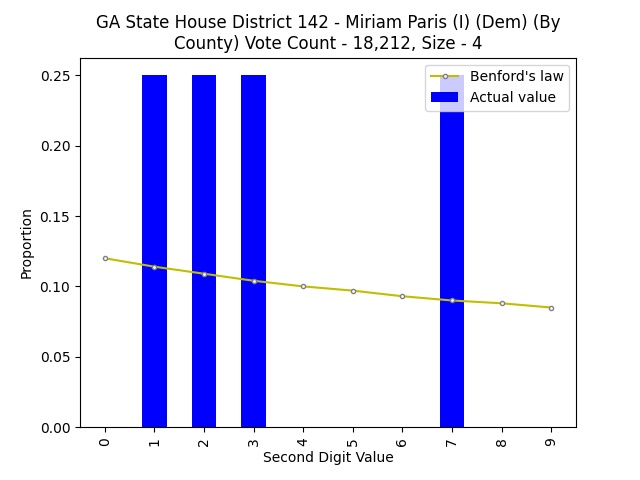 GA State House District 142 - Miriam Paris (I) (Dem) (By
County) Vote Count - 18,212, Size - 4
Benford's law
Actual value
0.25
0.20
0.15
0.10
0.05
0.00
Proportion
0 1 2 3 4 5 6 7 8 9
Second Digit Value